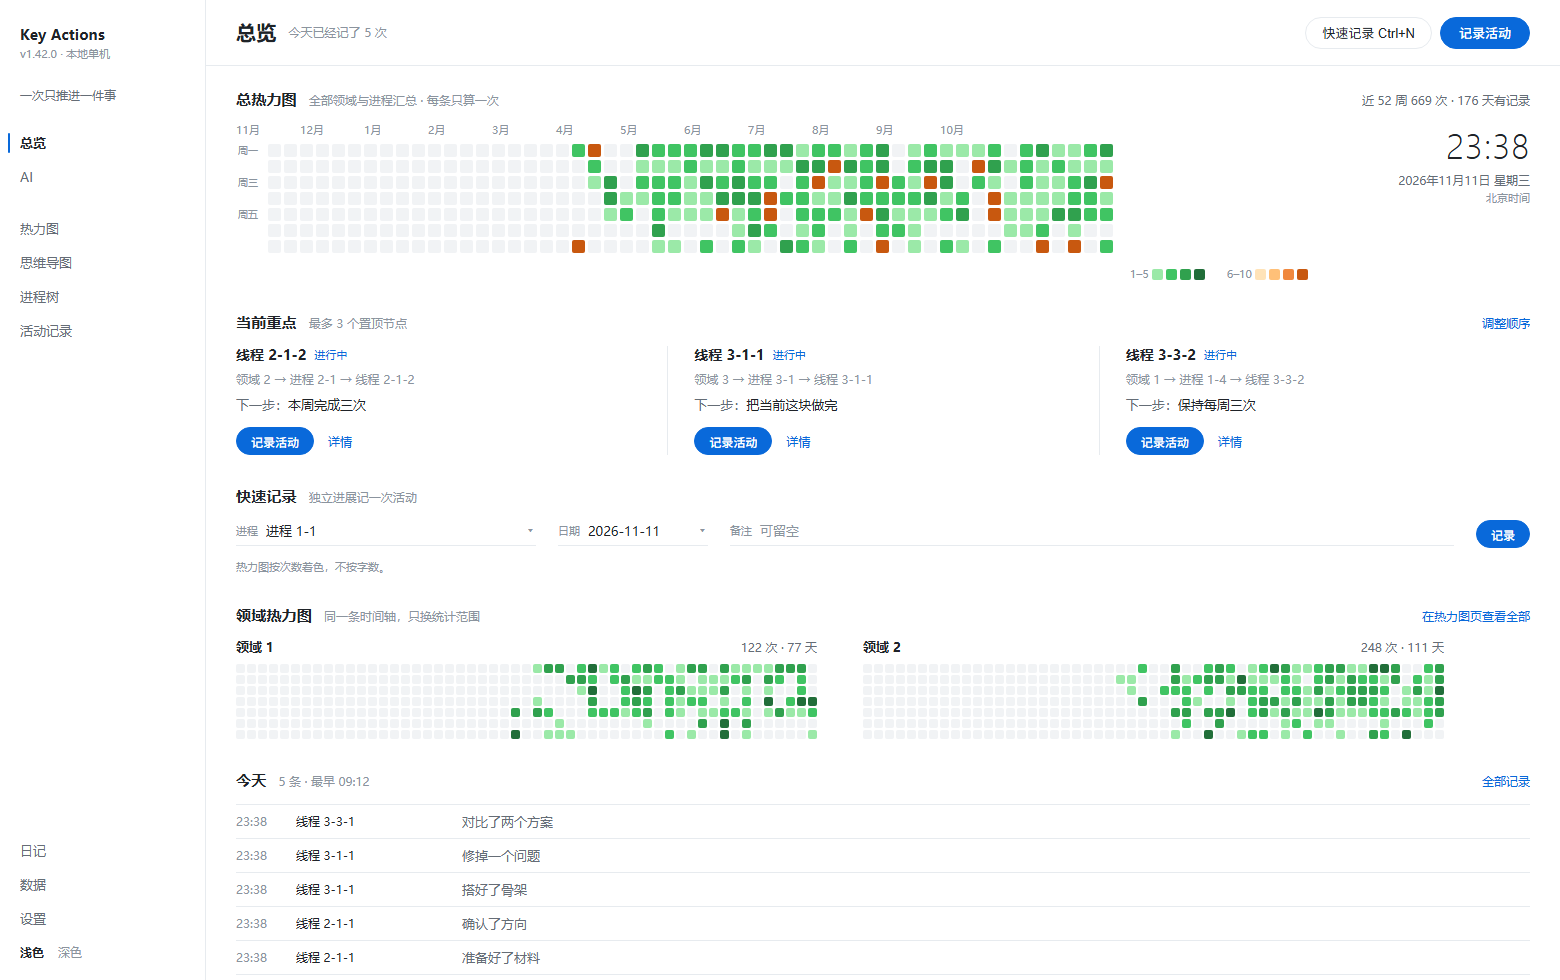 Key Actions
v1.42.0 · 本地单机
一次只推进一件事
总览
AI
热力图
思维导图
进程树
活动记录
日记
数据
设置
浅色 深色
总览 今天已经记了 5 次
快速记录 Ctrl+N
记录活动
总热力图 全部领域与进程汇总 · 每条只算一次
近 52 周 669 次 · 176 天有记录
11月 12月 1月 2月 3月 4月 5月 6月 7月 8月 9月 10月
周一
周三
周五
23:38
2026年11月11日 星期三
北京时间
1–5 6–10
当前重点 最多 3 个置顶节点
调整顺序
线程 2-1-2 进行中
领域 2 → 进程 2-1 → 线程 2-1-2
下一步：本周完成三次
记录活动 详情
线程 3-1-1 进行中
领域 3 → 进程 3-1 → 线程 3-1-1
下一步：把当前这块做完
记录活动 详情
线程 3-3-2 进行中
领域 1 → 进程 1-4 → 线程 3-3-2
下一步：保持每周三次
记录活动 详情
快速记录 独立进展记一次活动
进程 进程 1-1
日期 2026-11-11
备注 可留空
记录
热力图按次数着色，不按字数。
领域热力图 同一条时间轴，只换统计范围
在热力图页查看全部
领域 1 122 次 · 77 天
领域 2 248 次 · 111 天
今天 5 条 · 最早 09:12
全部记录
23:38 线程 3-3-1 对比了两个方案
23:38 线程 3-1-1 修掉一个问题
23:38 线程 3-1-1 搭好了骨架
23:38 线程 2-1-1 确认了方向
23:38 线程 2-1-1 准备好了材料